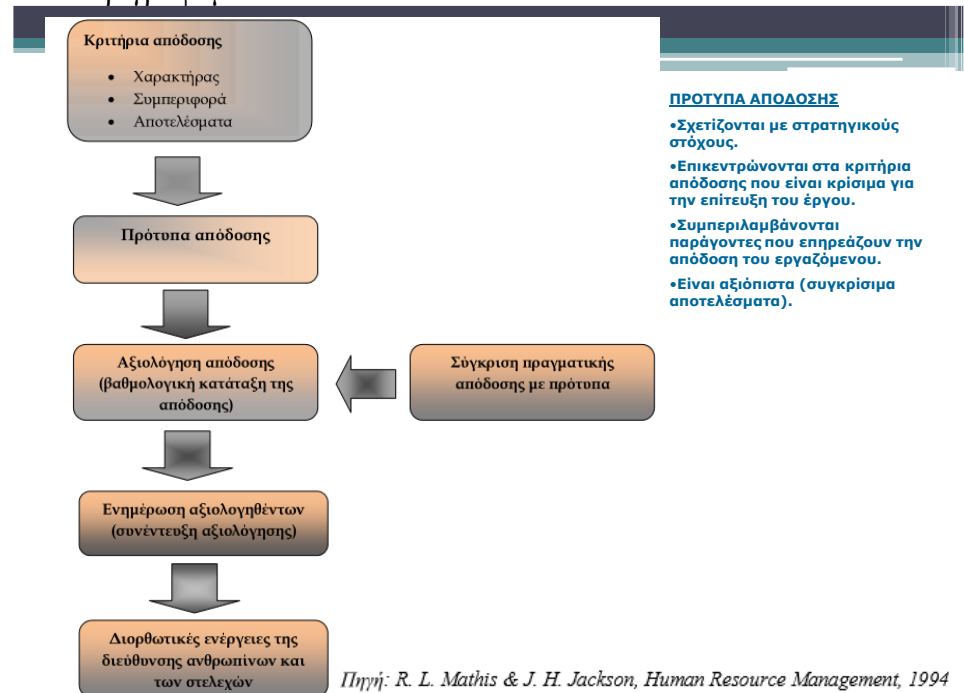 Κριτήρια απόδοσης
• Χαρακτήρας
• Συμπεριφορά
• Αποτελέσματα
Πρότυπα απόδοσης
Αξιολόγηση απόδοσης
(βαθμολογική κατάταξη της
απόδοσης)
Σύγκριση πραγματικής
απόδοσης με πρότυπα
Ενημέρωση αξιολογηθέντων
(συνέντευξη αξιολόγησης)
Διορθωτικές ενέργειες της
διεύθυνσης ανθρωπίνων και
των στελεχών
ΠΡΟΤΥΠΑ ΑΠΟΔΟΣΗΣ
•Σχετίζονται με στρατηγικούς
στόχους.
•Επικεντρώνονται στα κριτήρια
απόδοσης που είναι κρίσιμα για
την επίτευξη του έργου.
•Συμπεριλαμβάνονται
παράγοντες που επηρεάζουν την
απόδοση του εργαζόμενου.
•Είναι αξιόπιστα (συγκρίσιμα
αποτελέσματα).
Πηγή: R. L. Mathis & J. H. Jackson, Human Resource Management, 1994